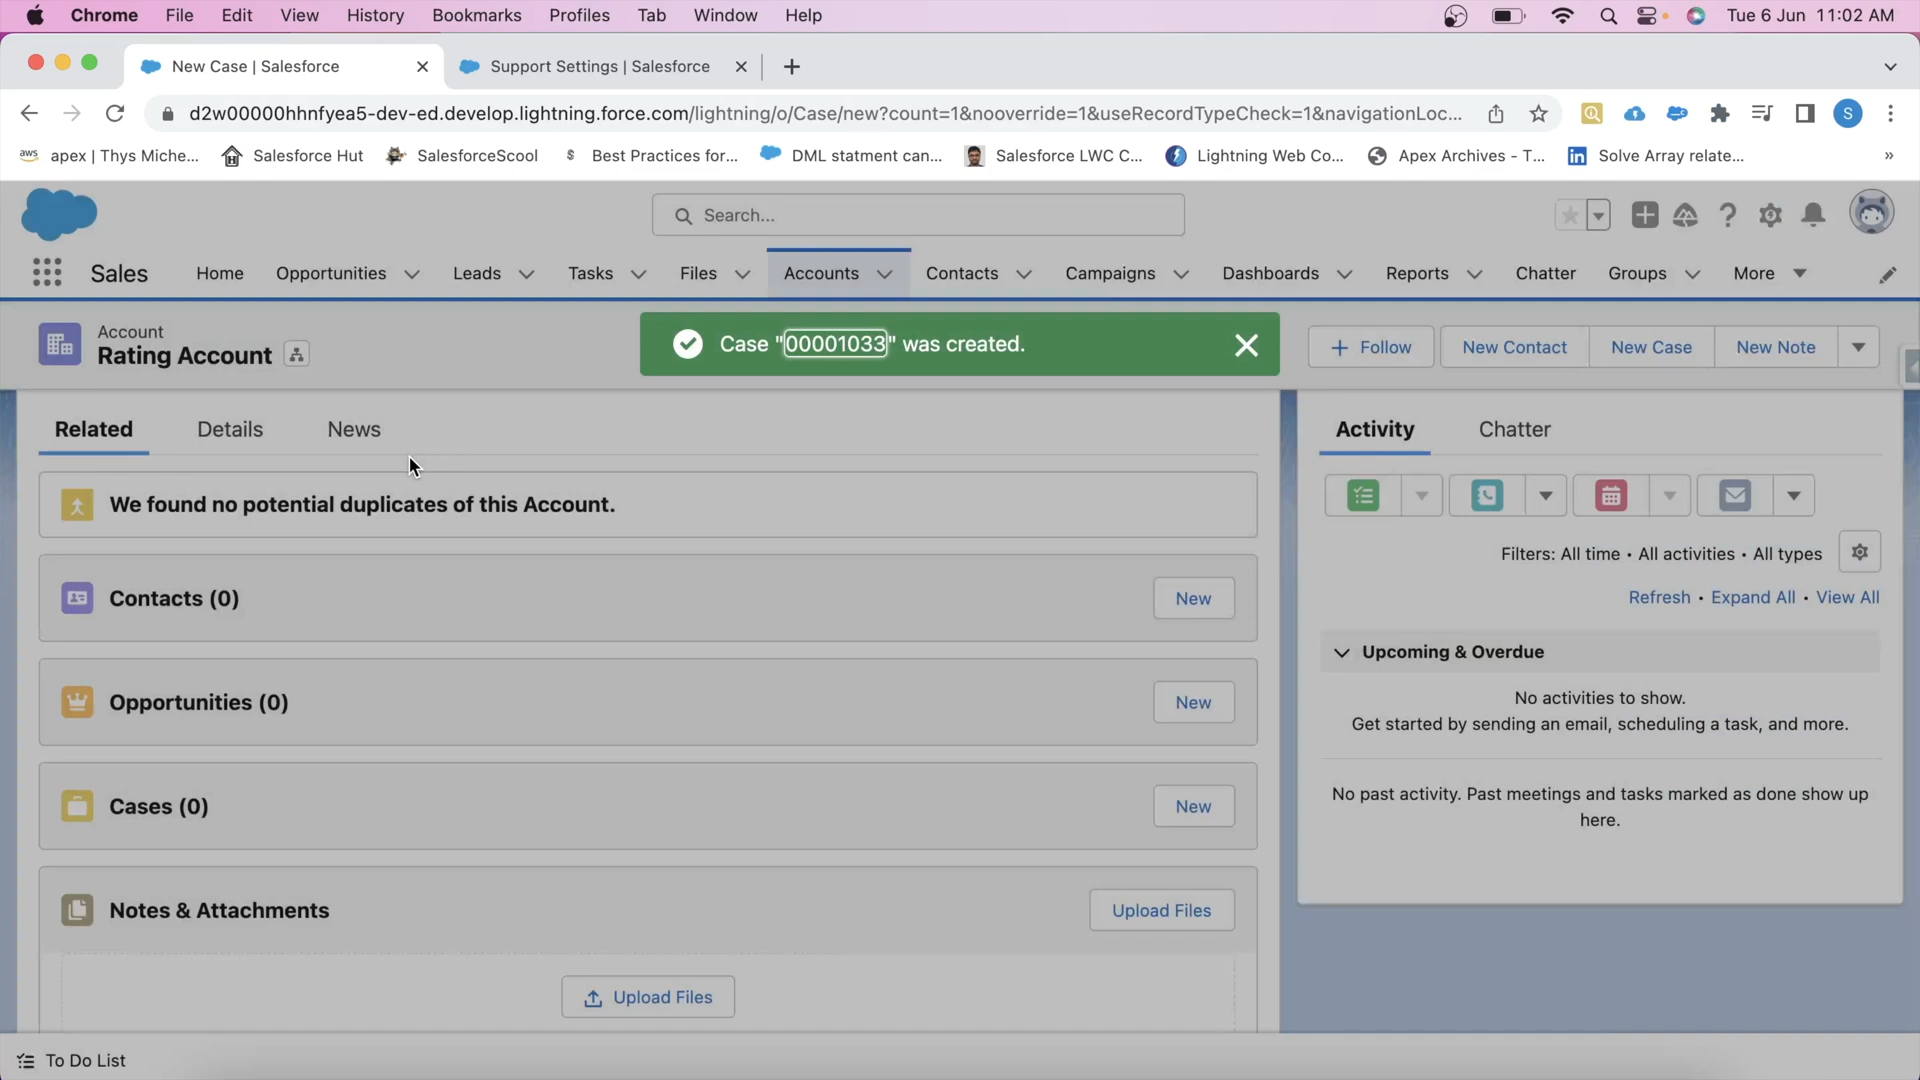 Chrome File Edit View History Bookmarks Profiles Tab Window Help Tue 6 Jun 11:02 AM
New Case | Salesforce Support Settings | Salesforce
d2w00000hhnfyea5-dev-ed.develop.lightning.force.com/lightning/o/Case/new?count=1&nooverride=1&useRecordTypeCheck=1&navigationLoc... S
aws apex | Thys Miche... Salesforce Hut SalesforceScool S Best Practices for... DML statment can... Salesforce LWC C... Lightning Web Co... Apex Archives - T... in Solve Array relate... »
Search...
Sales Home Opportunities Leads Tasks Files Accounts Contacts Campaigns Dashboards Reports Chatter Groups More
Account
Rating Account
Case "00001033" was created.
+ Follow New Contact New Case New Note
Related Details News
Activity Chatter
We found no potential duplicates of this Account.
Filters: All time • All activities • All types
Contacts (0) New
Refresh • Expand All • View All
Upcoming & Overdue
Opportunities (0) New
No activities to show.
Get started by sending an email, scheduling a task, and more.
Cases (0) New
No past activity. Past meetings and tasks marked as done show up
here.
Notes & Attachments Upload Files
Upload Files
To Do List